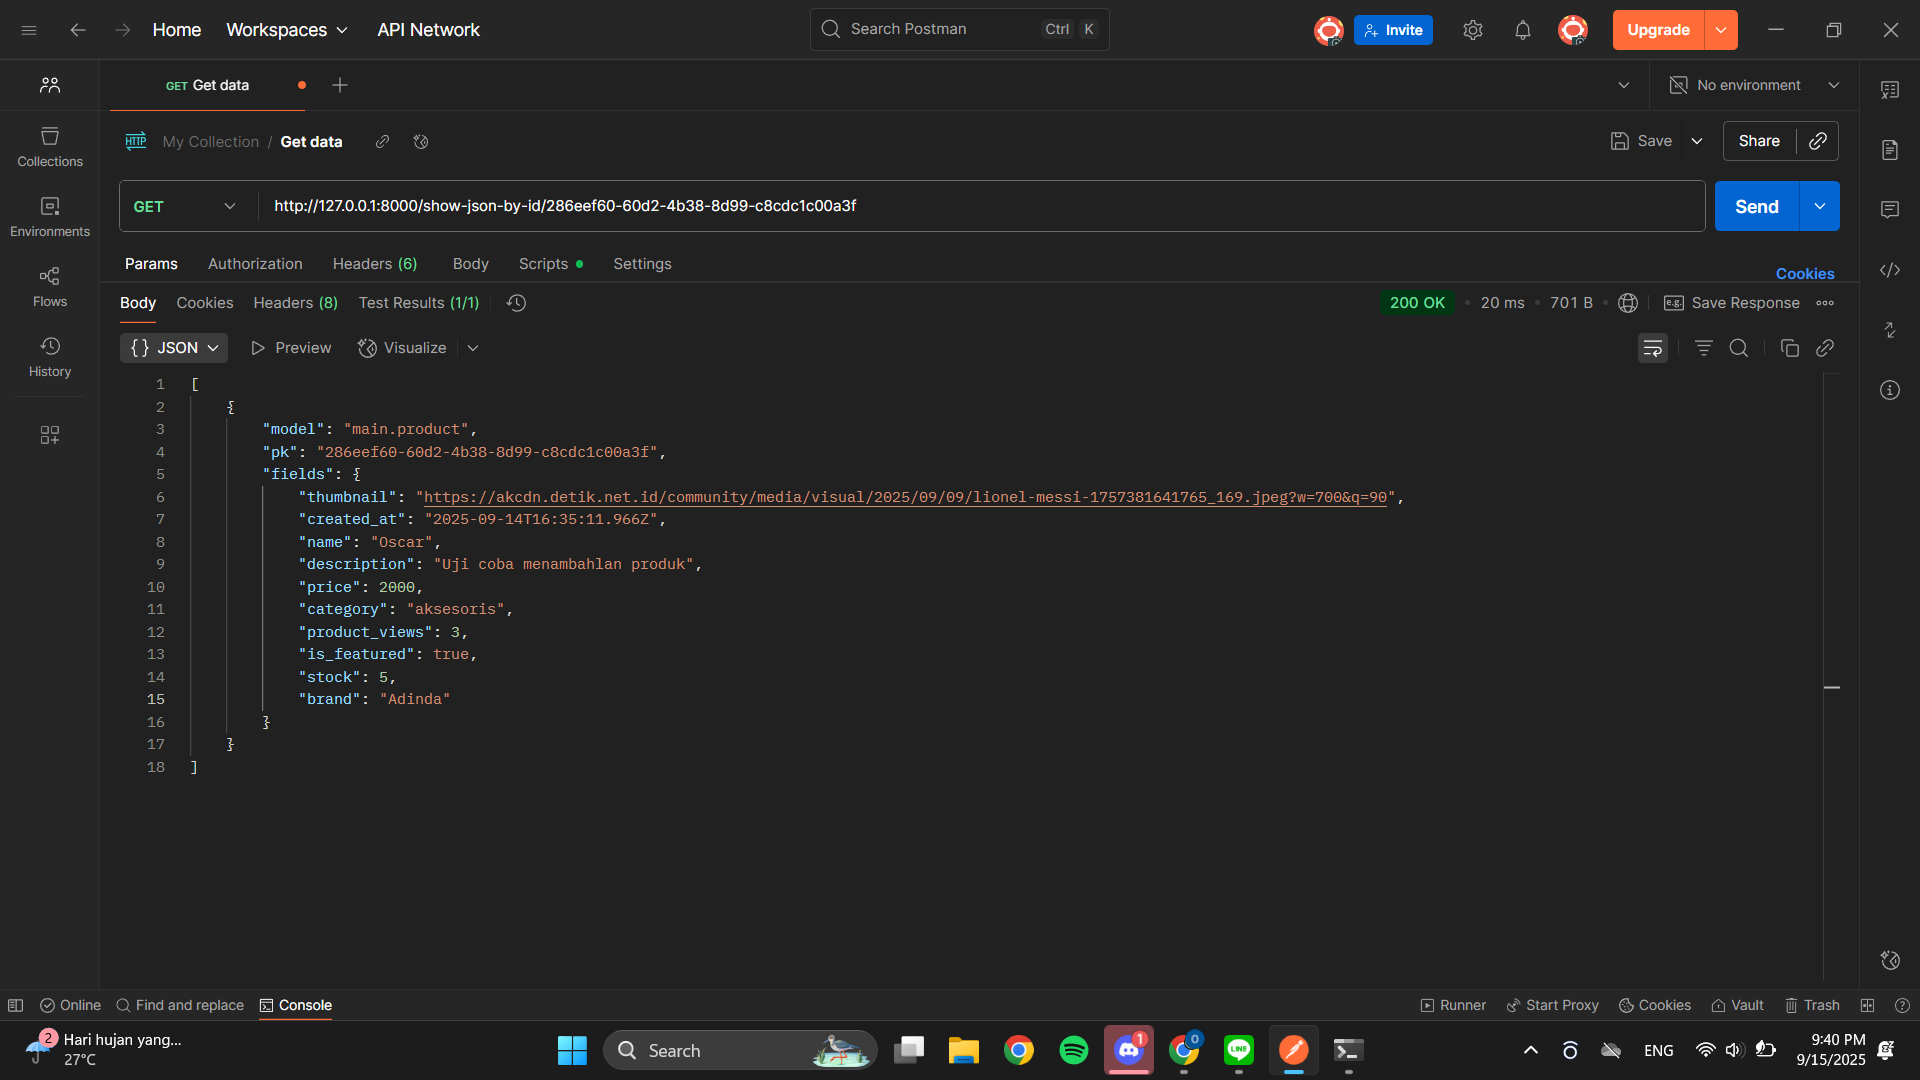 Home Workspaces API Network Search Postman Ctrl K Invite Upgrade
GET Get data No environment
HTTP My Collection / Get data Save Share
GET http://127.0.0.1:8000/show-json-by-id/286eef60-60d2-4b38-8d99-c8cdc1c00a3f Send
Params Authorization Headers (6) Body Scripts Settings Cookies
Body Cookies Headers (8) Test Results (1/1) 200 OK 20 ms 701 B e.g. Save Response
{} JSON Preview Visualize
Collections
Environments
Flows
History
1 [
2 {
3 "model": "main.product",
4 "pk": "286eef60-60d2-4b38-8d99-c8cdc1c00a3f",
5 "fields": {
6 "thumbnail": "https://akcdn.detik.net.id/community/media/visual/2025/09/09/lionel-messi-1757381641765_169.jpeg?w=700&q=90",
7 "created_at": "2025-09-14T16:35:11.966Z",
8 "name": "Oscar",
9 "description": "Uji coba menambahlan produk",
10 "price": 2000,
11 "category": "aksesoris",
12 "product_views": 3,
13 "is_featured": true,
14 "stock": 5,
15 "brand": "Adinda"
16 }
17 }
18 ]
Online Find and replace Console Runner Start Proxy Cookies Vault Trash
2 Hari hujan yang...
27°C
Search
1
0
LINE
ENG
9:40 PM
9/15/2025